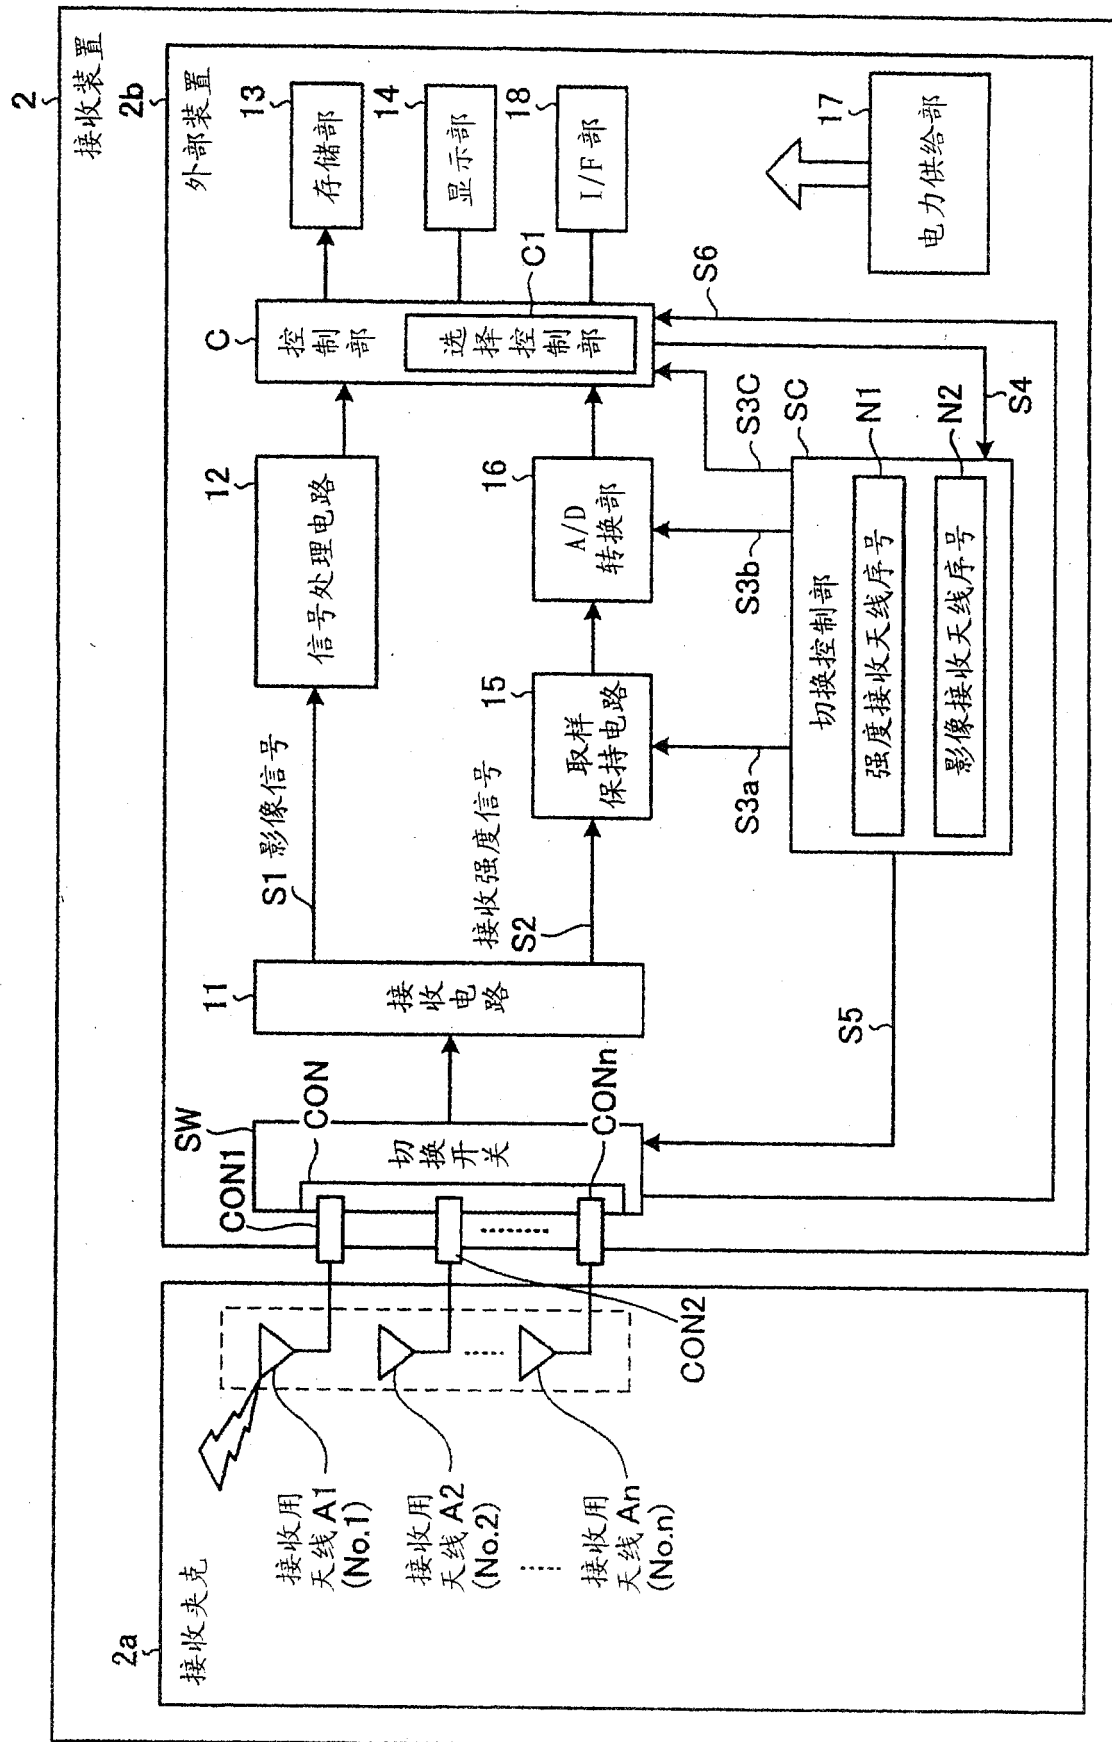 2
接收装置
2a
接收夹克
接收用
天线A1
(No.1)
接收用
天线A2
(No.2)
接收用
天线An
(No.n)
2b
外部装置
CON1
CON2
CONn
CON
SW
切换开关
11
接收电路
S1 影像信号
接收强度信号
S2
12
信号处理电路
15
取样
保持电路
16
A/D
转换部
C
控制部
C1
选择控制部
13
存储部
14
显示部
18
I/F部
S3a
S3b
S3C
SC
切换控制部
N1
强度接收天线序号
N2
影像接收天线序号
S4
S5
S6
17
电力供给部